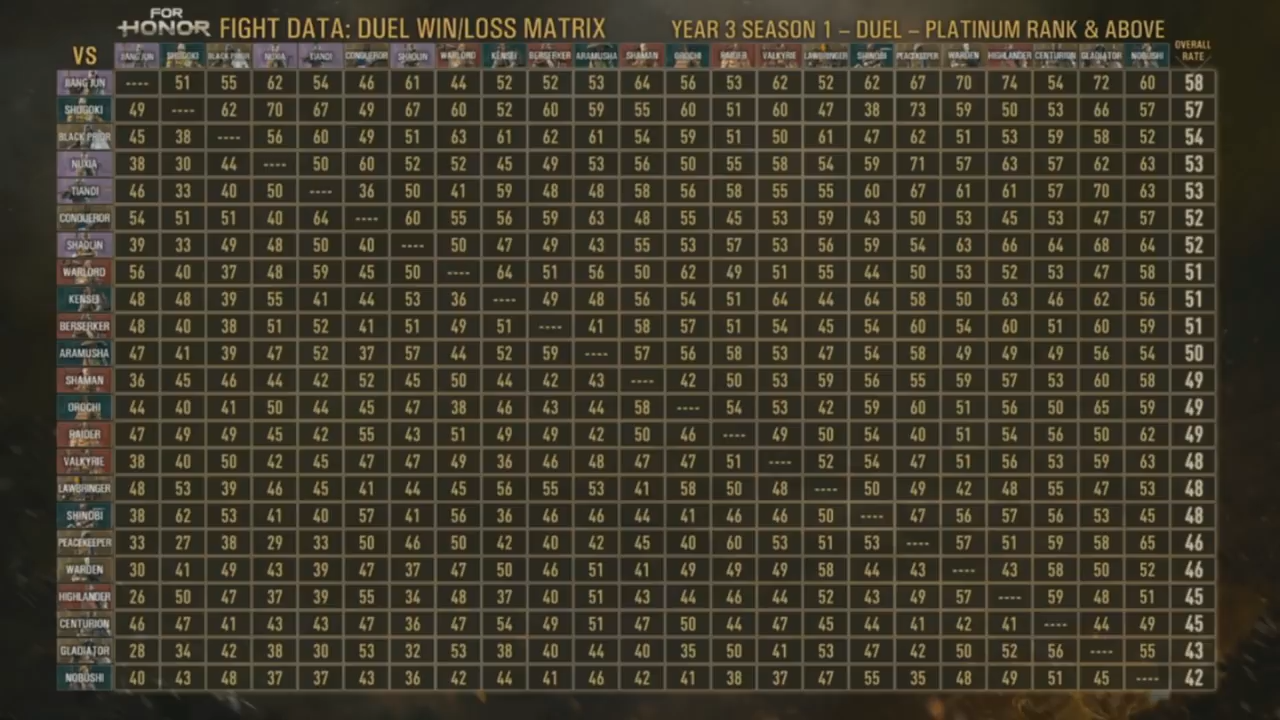 FOR HONOR FIGHT DATA: DUEL WIN/LOSS MATRIX YEAR 3 SEASON 1 – DUEL – PLATINUM RANK & ABOVE
VS JIANG JUN SHUGOKI BLACK PRIOR NUXIA TIANDI CONQUEROR SHAOLIN WARLORD KENSEI BERSERKER ARAMUSHA SHAMAN OROCHI RAIDER VALKYRIE LAWBRINGER SHINOBI PEACEKEEPER WARDEN HIGHLANDER CENTURION GLADIATOR NOBUSHI OVERALL RATE
JIANG JUN ---- 51 55 62 54 46 61 44 52 52 53 64 56 53 62 52 62 67 70 74 54 72 60 58
SHUGOKI 49 ---- 62 70 67 49 67 60 52 60 59 55 60 51 60 47 38 73 59 50 53 66 57 57
BLACK PRIOR 45 38 ---- 56 60 49 51 63 61 62 61 54 59 51 50 61 47 62 51 53 59 58 52 54
NUXIA 38 30 44 ---- 50 60 52 52 45 49 53 56 50 55 58 54 59 71 57 63 57 62 63 53
TIANDI 46 33 40 50 ---- 36 50 41 59 48 48 58 56 58 55 55 60 67 61 61 57 70 63 53
CONQUEROR 54 51 51 40 64 ---- 60 55 56 59 63 48 55 45 53 59 43 50 53 45 53 47 57 52
SHAOLIN 39 33 49 48 50 40 ---- 50 47 49 43 55 53 57 53 56 59 54 63 66 64 68 64 52
WARLORD 56 40 37 48 59 45 50 ---- 64 51 56 50 62 49 51 55 44 50 53 52 53 47 58 51
KENSEI 48 48 39 55 41 44 53 36 ---- 49 48 56 54 51 64 44 64 58 50 63 46 62 56 51
BERSERKER 48 40 38 51 52 41 51 49 51 ---- 41 58 57 51 54 45 54 60 54 60 51 60 59 51
ARAMUSHA 47 41 39 47 52 37 57 44 52 59 ---- 57 56 58 53 47 54 58 49 49 49 56 54 50
SHAMAN 36 45 46 44 42 52 45 50 44 42 43 ---- 42 50 53 59 56 55 59 57 53 60 58 49
OROCHI 44 40 41 50 44 45 47 38 46 43 44 58 ---- 54 53 42 59 60 51 56 50 65 59 49
RAIDER 47 49 49 45 42 55 43 51 49 49 42 50 46 ---- 49 50 54 40 51 54 56 50 62 49
VALKYRIE 38 40 50 42 45 47 47 49 36 46 48 47 47 51 ---- 52 54 47 51 56 53 59 63 48
LAWBRINGER 48 53 39 46 45 41 44 45 56 55 53 41 58 50 48 ---- 50 49 42 48 55 47 53 48
SHINOBI 38 62 53 41 40 57 41 56 36 46 46 44 41 46 46 50 ---- 47 56 57 56 53 45 48
PEACEKEEPER 33 27 38 29 33 50 46 50 42 40 42 45 40 60 53 51 53 ---- 57 51 59 58 65 46
WARDEN 30 41 49 43 39 47 37 47 50 46 51 41 49 49 49 58 44 43 ---- 43 58 50 52 46
HIGHLANDER 26 50 47 37 39 55 34 48 37 40 51 43 44 46 44 52 43 49 57 ---- 59 48 51 45
CENTURION 46 47 41 43 43 47 36 47 54 49 51 47 50 44 47 45 44 41 42 41 ---- 44 49 45
GLADIATOR 28 34 42 38 30 53 32 53 38 40 44 40 35 50 41 53 47 42 50 52 56 ---- 55 43
NOBUSHI 40 43 48 37 37 43 36 42 44 41 46 42 41 38 37 47 55 35 48 49 51 45 ---- 42